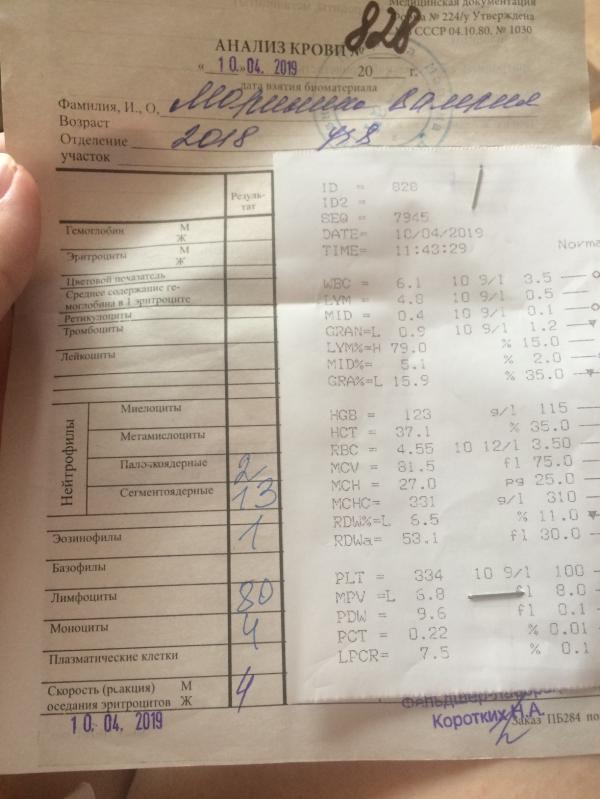 Медицинская документация
Форма № 224/у Утверждена
СССР 04.10.80. № 1030
АНАЛИЗ КРОВИ № 828
« 10 » 04. 2019 20 г.
дата взятия биоматериала
Фамилия, И., О.
Возраст 2018
Отделение
участок
Резуль-
тат
Гемоглобин М
Ж
Эритроциты М
Ж
Цветовой показатель
Среднее содержание ге-
моглобина в 1 эритроците
Ретикулоциты
Тромбоциты
Лейкоциты
Нейтрофилы
Миелоциты
Метамиелоциты
Палочкоядерные 2
Сегментоядерные 13
Эозинофилы 1
Базофилы
Лимфоциты 80
Моноциты 4
Плазматические клетки
Скорость (реакция) М
оседания эритроцитов Ж 4
10. 04. 2019
ID = 828
ID2 =
SEQ = 7945
DATE= 10/04/2019
TIME= 11:43:29
Norma
WBC = 6.1 10 9/l 3.5
LYM = 4.8 10 9/l 0.5
MID = 0.4 10 9/l 0.1
GRAN=L 0.9 10 9/l 1.2
LYM%=H 79.0 % 15.0
MID%= 5.1 % 2.0
GRA%=L 15.9 % 35.0
HGB = 123 g/l 115
HCT = 37.1 % 35.0
RBC = 4.55 10 12/l 3.50
MCV = 81.5 fl 75.0
MCH = 27.0 pg 25.0
MCHC= 331 g/l 310
RDW%=L 6.5 % 11.0
RDWa= 53.1 fl 30.0
PLT = 334 10 9/l 100
MPV =L 6.8 fl 8.0
PDW = 9.6 fl 0.1
PCT = 0.22 % 0.01
LPCR= 7.5 % 0.1
Коротких Н.А.
Заказ ПБ284